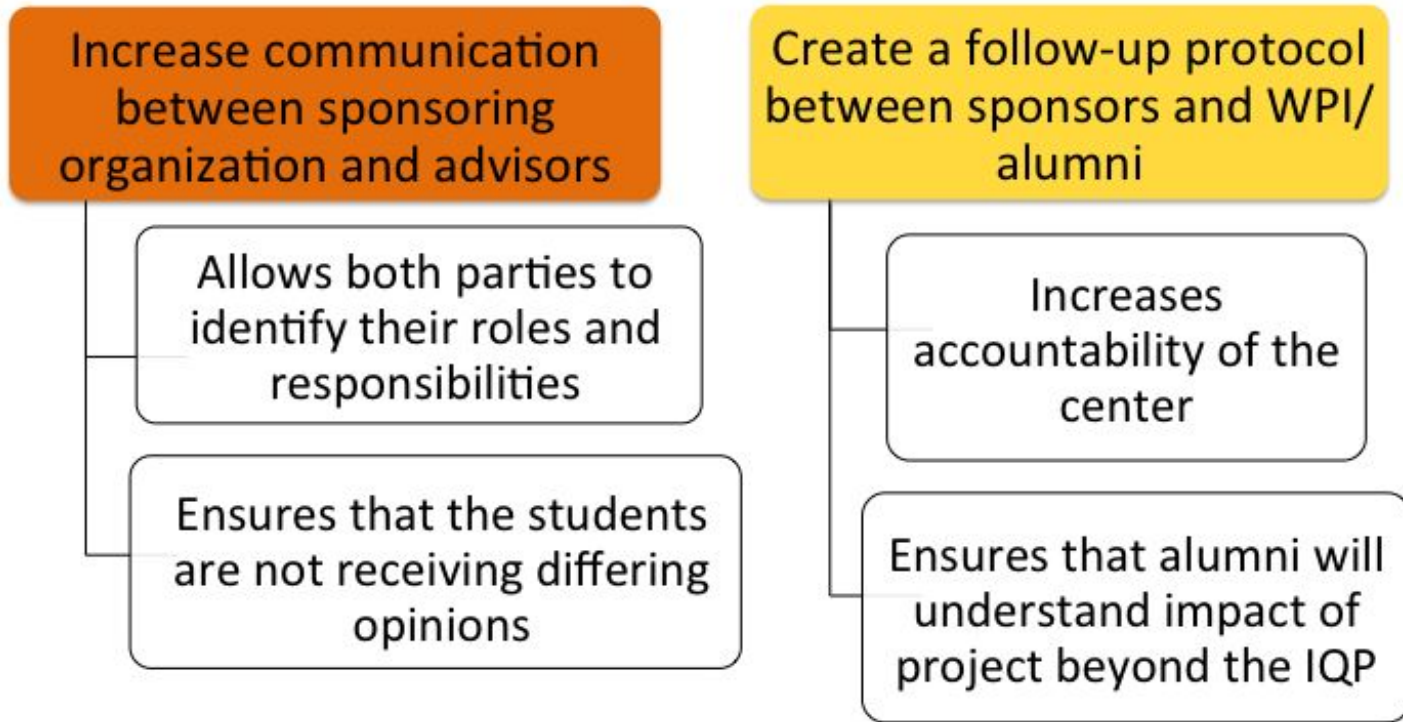 Increase communication
between sponsoring
organization and advisors
Allows both parties to
identify their roles and
responsibilities
Ensures that the students
are not receiving differing
opinions
Create a follow-up protocol
between sponsors and WPI/
alumni
Increases
accountability of the
center
Ensures that alumni will
understand impact of
project beyond the IQP